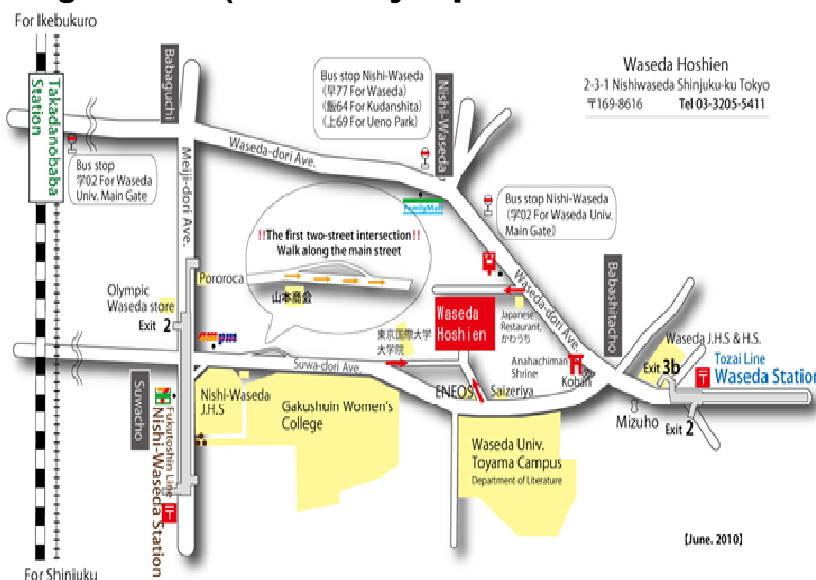 For Ikebukuro
Takadanobaba
Station
Babaguchi
Bus stop Nishi-Waseda
(早77 For Waseda)
(飯64 For Kudanshita)
(上69 For Ueno Park)
Nishi-Waseda
Waseda Hoshien
2-3-1 Nishiwaseda Shinjuku-ku Tokyo
〒169-8616 Tel 03-3205-5411
Bus stop
学02 For Waseda
Univ. Main Gate
Meiji-dori Ave.
Waseda-dori Ave.
FamilyMart
Bus stop Nishi-Waseda
(学02 For Waseda Univ.
Main Gate)
!!The first two-street intersection!!
Walk along the main street
山本商会
Pororoca
Olympic
Waseda store
Exit 2
am pm
東京国際大学
大学院
Waseda
Hoshien
Japanese
Restaurant,
かわうち
Waseda-dori Ave.
Babashitacho
Anahachiman
Shrine
Koban
Waseda J.H.S & H.S.
Exit 3b
Tozai Line
Waseda Station
Suwa-dori Ave.
ENEOS
Saizeriya
Mizuho
Exit 2
Suwacho
Fukutoshin Line
Nishi-Waseda Station
Nishi-Waseda
J.H.S
Gakushuin Women's
College
Waseda Univ.
Toyama Campus
Department of Literature
【June. 2010】
For Shinjuku